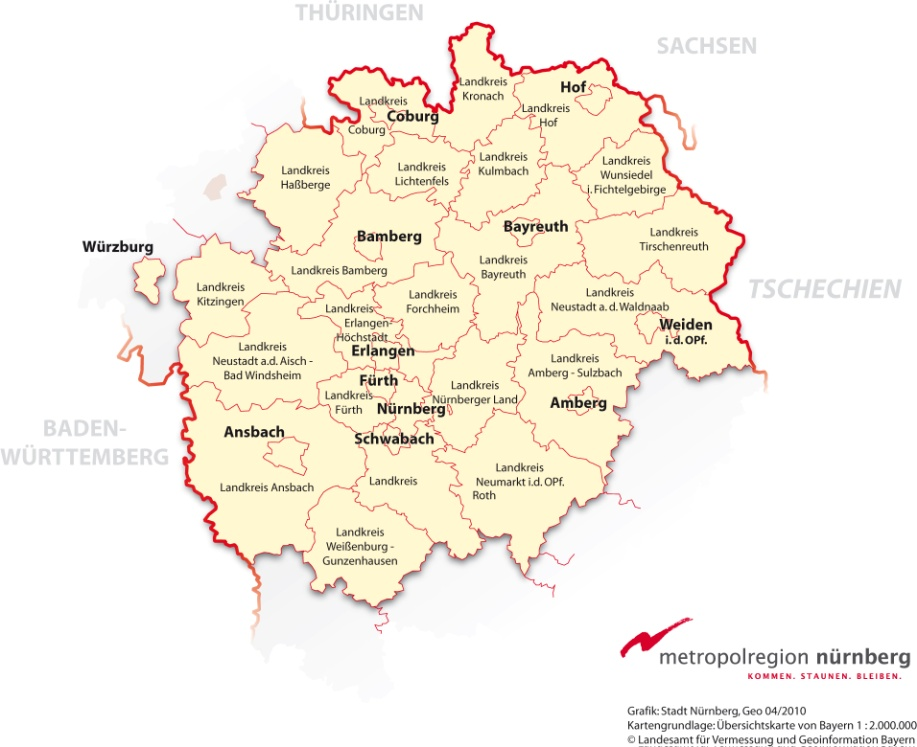 THÜRINGEN
SACHSEN
Landkreis
Kronach
Hof
Landkreis
Hof
Landkreis
Coburg
Coburg
Landkreis
Haßberge
Landkreis
Lichtenfels
Landkreis
Kulmbach
Landkreis
Wunsiedel
i. Fichtelgebirge
Würzburg
Bamberg
Landkreis Bamberg
Bayreuth
Landkreis
Bayreuth
Landkreis
Tirschenreuth
TSCHECHIEN
Landkreis
Kitzingen
Landkreis
Erlangen-
Höchstadt
Landkreis
Forchheim
Landkreis
Neustadt a. d. Waldnaab
Weiden
i. d. OPf.
Landkreis
Neustadt a.d. Aisch -
Bad Windsheim
Erlangen
Fürth
Landkreis
Fürth
Nürnberg
Landkreis
Nürnberger Land
Landkreis
Amberg - Sulzbach
Amberg
BADEN-
WÜRTTEMBERG
Ansbach
Landkreis Ansbach
Schwabach
Landkreis
Roth
Landkreis
Neumarkt i.d. OPf.
Landkreis
Weißenburg -
Gunzenhausen
metropolregion nürnberg
KOMMEN. STAUNEN. BLEIBEN.
Grafik: Stadt Nürnberg, Geo 04/2010
Kartengrundlage: Übersichtskarte von Bayern 1 : 2.000.000
© Landesamt für Vermessung und Geoinformation Bayern